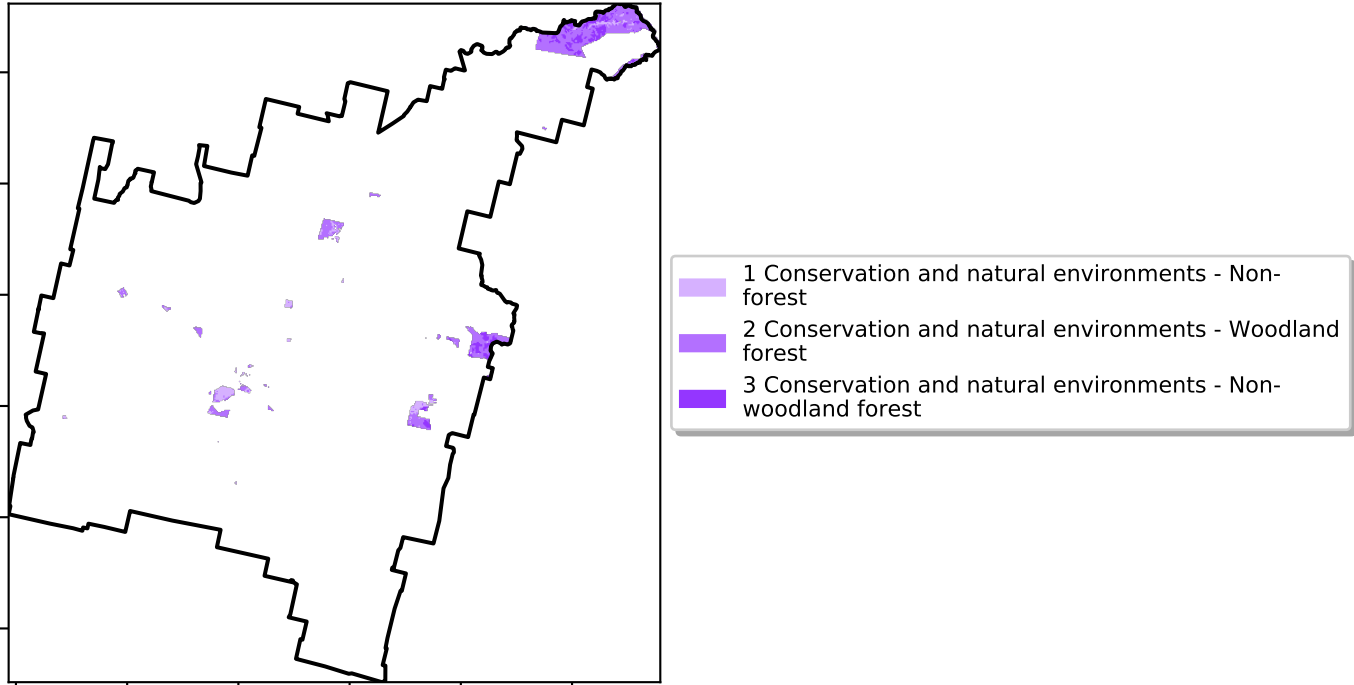 1 Conservation and natural environments - Non-
forest
2 Conservation and natural environments - Woodland
forest
3 Conservation and natural environments - Non-
woodland forest